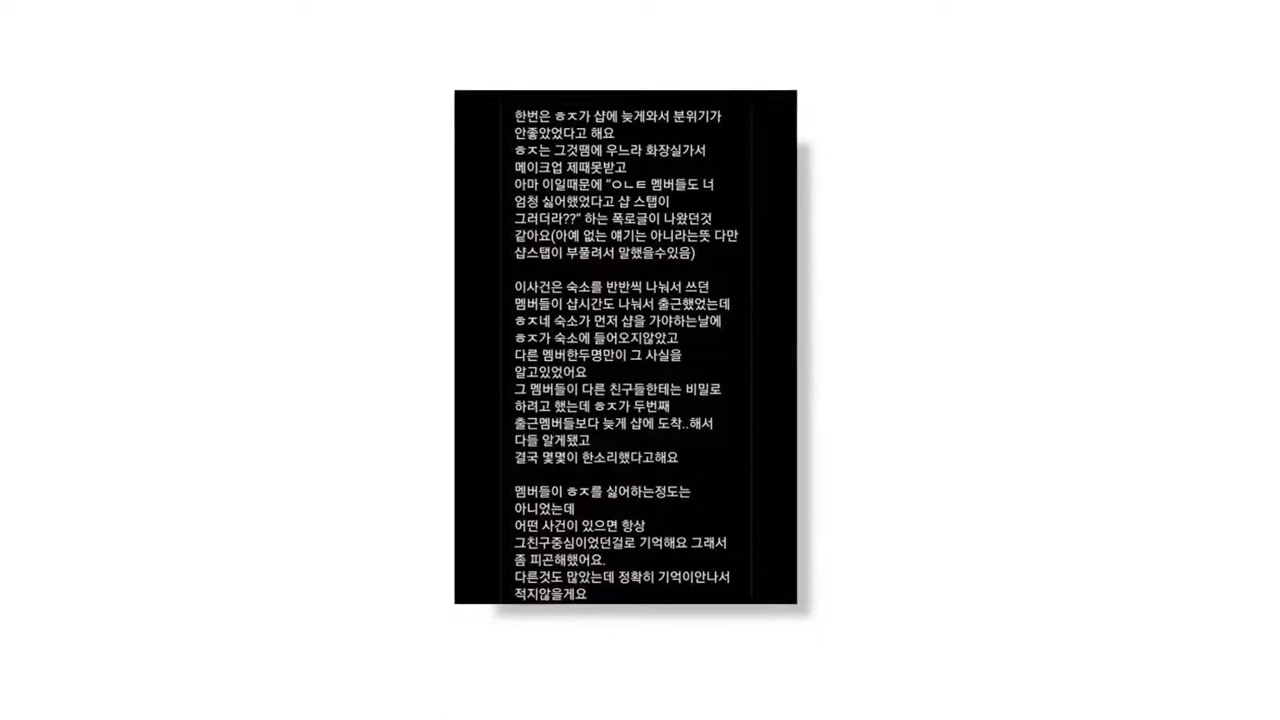 한번은 ㅎㅈ가 샵에 늦게와서 분위기가
안좋았었다고 해요
ㅎㅈ는 그것땜에 우느라 화장실가서
메이크업 제때못받고
아마 이일때문에 "ㅇㄴㅌ 멤버들도 너
엄청 싫어했었다고 샵 스탭이
그러더라??" 하는 폭로글이 나왔던것
같아요(아예 없는 얘기는 아니라는뜻 다만
샵스탭이 부풀려서 말했을수있음)
이사건은 숙소를 반반씩 나눠서 쓰던
멤버들이 샵시간도 나눠서 출근했었는데
ㅎㅈ네 숙소가 먼저 샵을 가야하는날에
ㅎㅈ가 숙소에 들어오지않았고
다른 멤버한두명만이 그 사실을
알고있었어요
그 멤버들이 다른 친구들한테는 비밀로
하려고 했는데 ㅎㅈ가 두번째
출근멤버들보다 늦게 샵에 도착..해서
다들 알게됐고
결국 몇몇이 한소리했다고해요
멤버들이 ㅎㅈ를 싫어하는정도는
아니었는데
어떤 사건이 있으면 항상
그친구중심이었던걸로 기억해요 그래서
좀 피곤해했어요.
다른것도 많았는데 정확히 기억이안나서
적지않을게요